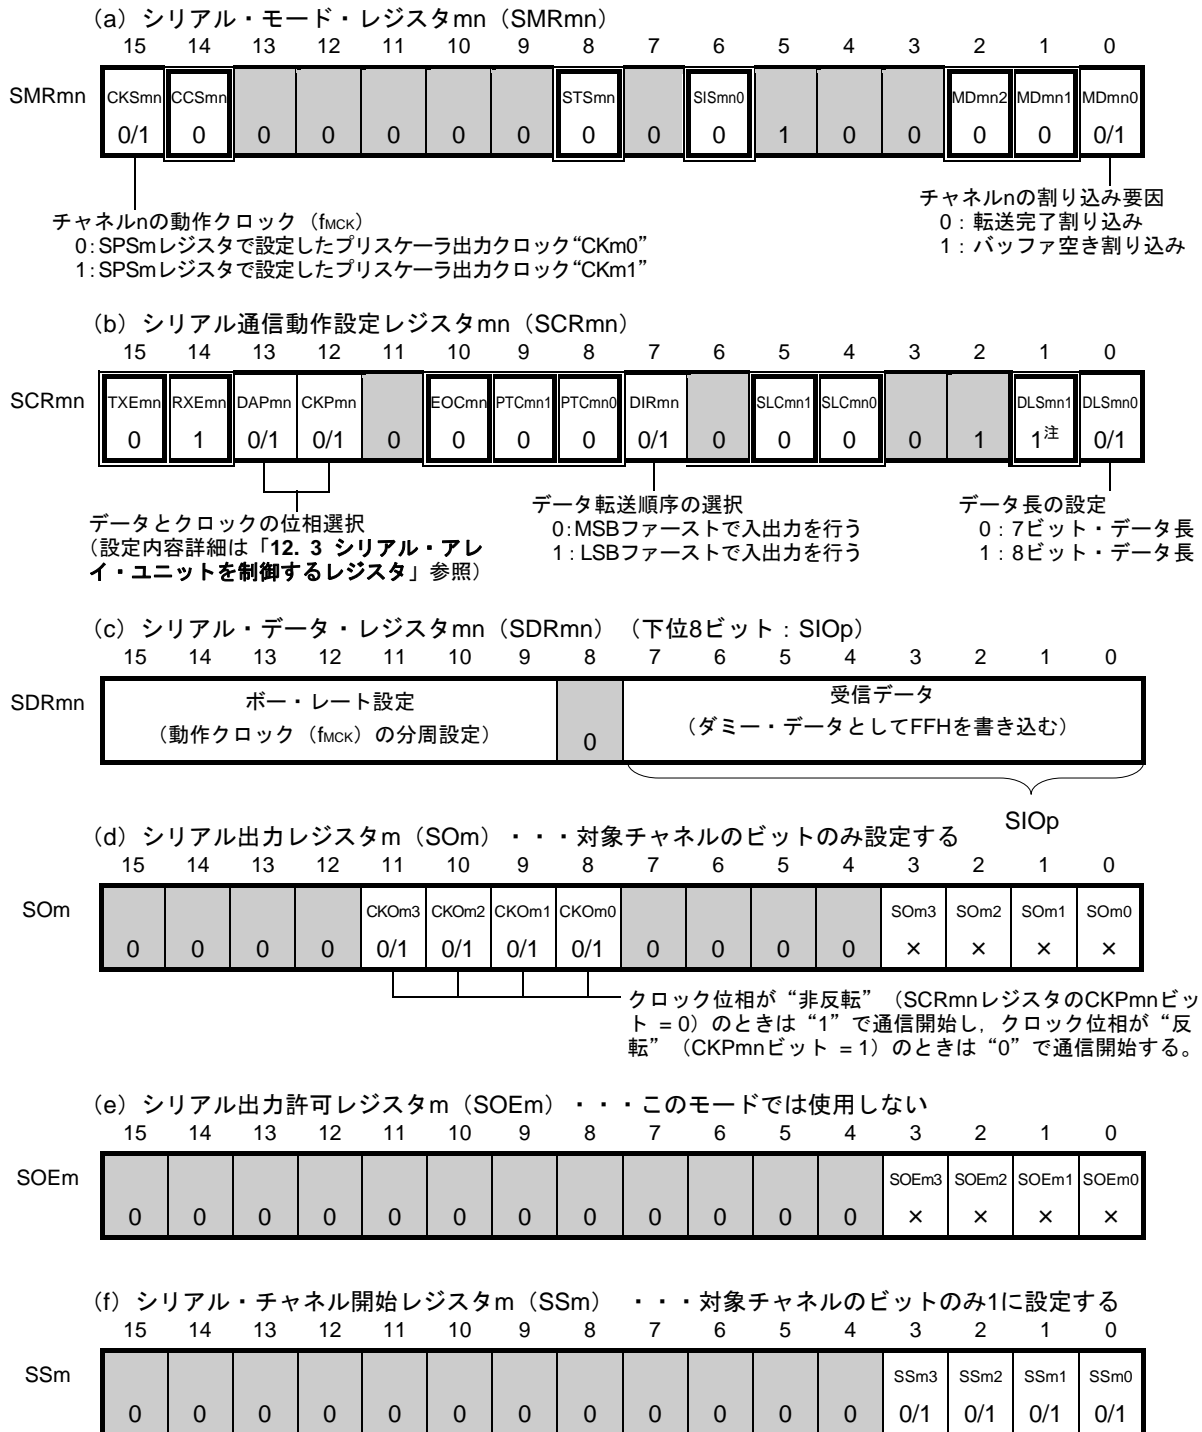 (a) シリアル・モード・レジスタmn (SMRmn)
15 14 13 12 11 10 9 8 7 6 5 4 3 2 1 0
SMRmn CKSmn CCSmn STSmn SISmn0 MDmn2 MDmn1 MDmn0
0/1 0 0 0 0 0 0 0 0 0 1 0 0 0 0 0/1
チャネルnの動作クロック (fMCK)
0:SPSmレジスタで設定したプリスケーラ出力クロック“CKm0”
1:SPSmレジスタで設定したプリスケーラ出力クロック“CKm1”
チャネルnの割り込み要因
0:転送完了割り込み
1:バッファ空き割り込み
(b) シリアル通信動作設定レジスタmn (SCRmn)
15 14 13 12 11 10 9 8 7 6 5 4 3 2 1 0
SCRmn TXEmn RXEmn DAPmn CKPmn EOCmn PTCmn1 PTCmn0 DIRmn SLCmn1 SLCmn0 DLSmn1 DLSmn0
0 1 0/1 0/1 0 0 0 0 0/1 0 0 0 0 1 1注 0/1
データとクロックの位相選択
(設定内容詳細は「12. 3 シリアル・アレ
イ・ユニットを制御するレジスタ」参照)
データ転送順序の選択
0:MSBファーストで入出力を行う
1:LSBファーストで入出力を行う
データ長の設定
0:7ビット・データ長
1:8ビット・データ長
(c) シリアル・データ・レジスタmn (SDRmn) (下位8ビット:SIOp)
15 14 13 12 11 10 9 8 7 6 5 4 3 2 1 0
SDRmn
ボー・レート設定
(動作クロック (fMCK) の分周設定)
0
受信データ
(ダミー・データとしてFFHを書き込む)
SIOp
(d) シリアル出力レジスタm (SOm) ・・・対象チャネルのビットのみ設定する
15 14 13 12 11 10 9 8 7 6 5 4 3 2 1 0
SOm CKOm3 CKOm2 CKOm1 CKOm0 SOm3 SOm2 SOm1 SOm0
0 0 0 0 0/1 0/1 0/1 0/1 0 0 0 0 × × × ×
クロック位相が“非反転” (SCRmnレジスタのCKPmnビッ
ト = 0) のときは“1”で通信開始し,クロック位相が“反
転” (CKPmnビット = 1) のときは“0”で通信開始する。
(e) シリアル出力許可レジスタm (SOEm) ・・・このモードでは使用しない
15 14 13 12 11 10 9 8 7 6 5 4 3 2 1 0
SOEm SOEm3 SOEm2 SOEm1 SOEm0
0 0 0 0 0 0 0 0 0 0 0 0 × × × ×
(f) シリアル・チャネル開始レジスタm (SSm) ・・・対象チャネルのビットのみ1に設定する
15 14 13 12 11 10 9 8 7 6 5 4 3 2 1 0
SSm SSm3 SSm2 SSm1 SSm0
0 0 0 0 0 0 0 0 0 0 0 0 0/1 0/1 0/1 0/1